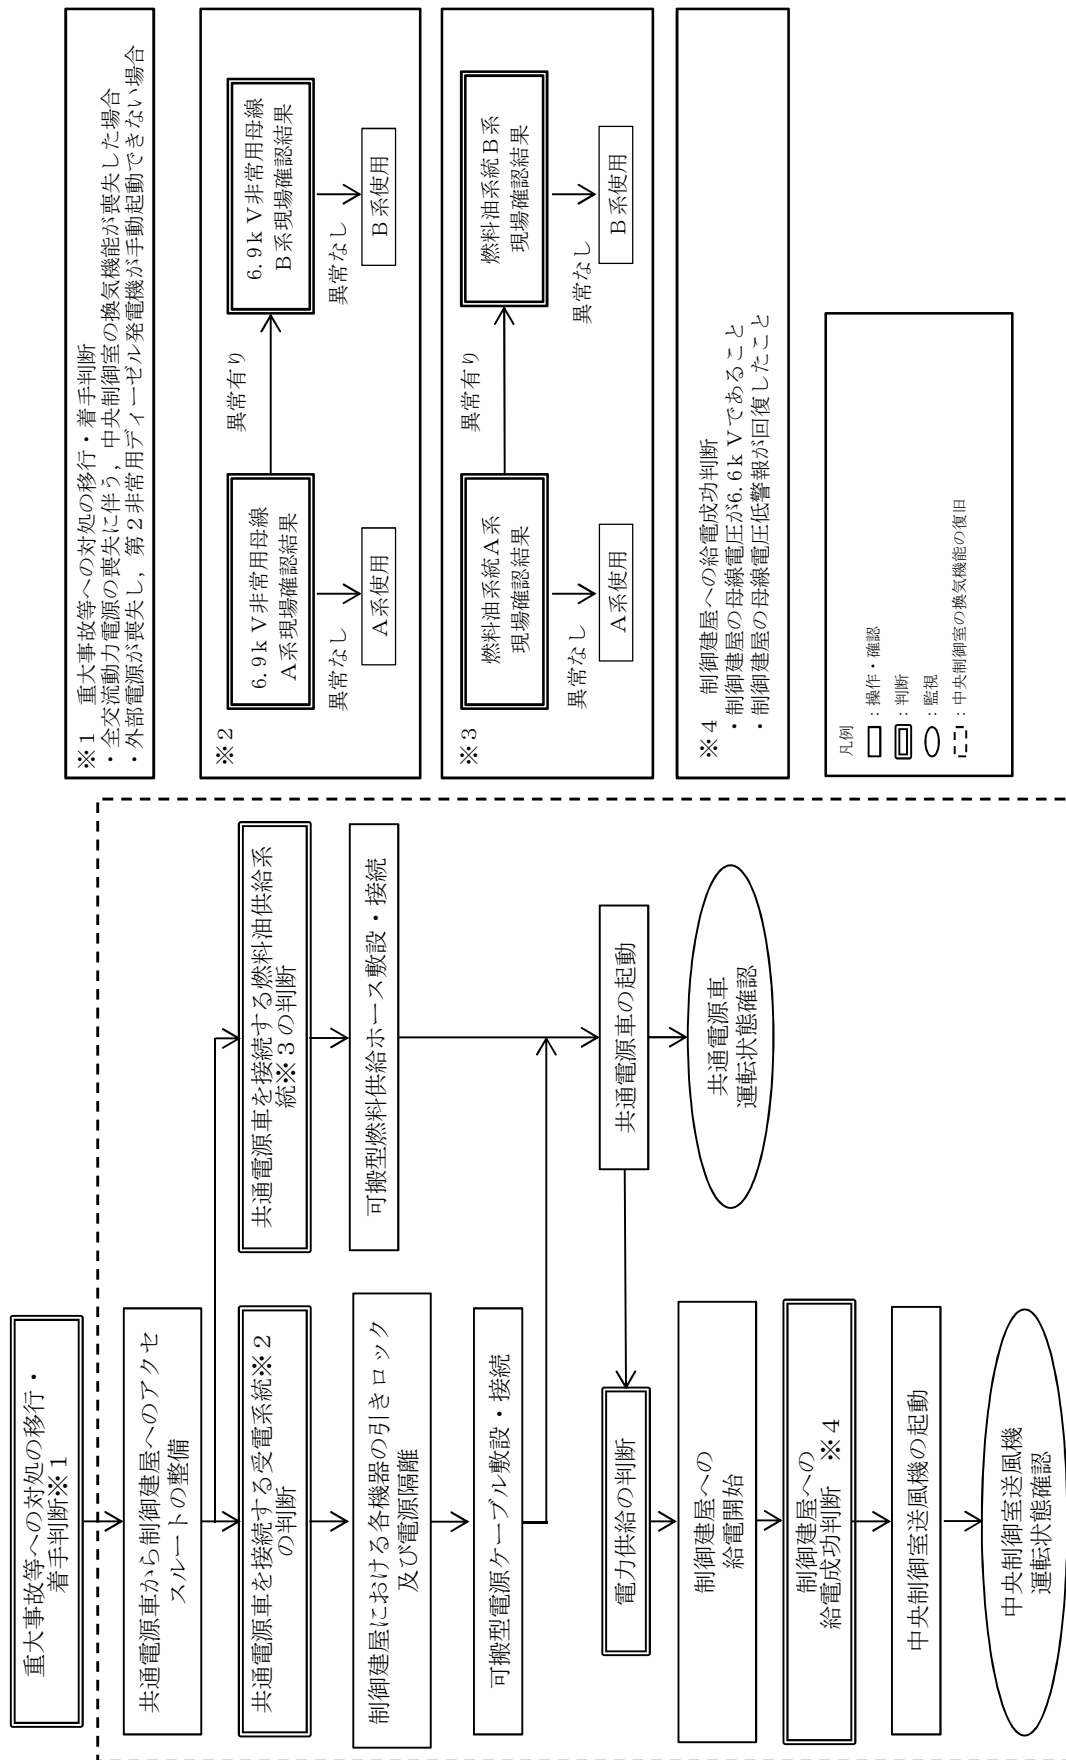 重大事故等への対処の移行・
着手判断※1
共通電源車から制御建屋へのアクセ
スルートの整備
共通電源車を接続する受電系統※2
の判断
制御建屋における各機器の引きロック
及び電源隔離
可搬型電源ケーブル敷設・接続
共通電源車を接続する燃料油供給系
統※3の判断
可搬型燃料供給ホース敷設・接続
共通電源車の起動
共通電源車
運転状態確認
電力供給の判断
制御建屋への
給電開始
制御建屋への
給電成功判断　※4
中央制御室送風機の起動
中央制御室送風機
運転状態確認
※1　重大事故等への対処の移行・着手判断
・全交流動力電源の喪失に伴う，中央制御室の換気機能が喪失した場合
・外部電源が喪失し，第2非常用ディーゼル発電機が手動起動できない場合
※2
6.9kV非常用母線
A系現場確認結果
異常有り
6.9kV非常用母線
B系現場確認結果
異常なし
A系使用
異常なし
B系使用
※3
燃料油系統A系
現場確認結果
異常有り
燃料油系統B系
現場確認結果
異常なし
A系使用
異常なし
B系使用
※4　制御建屋への給電成功判断
・制御建屋の母線電圧が6.6kVであること
・制御建屋の母線電圧低警報が回復したこと
凡例
：操作・確認
：判断
：監視
：中央制御室の換気機能の復旧